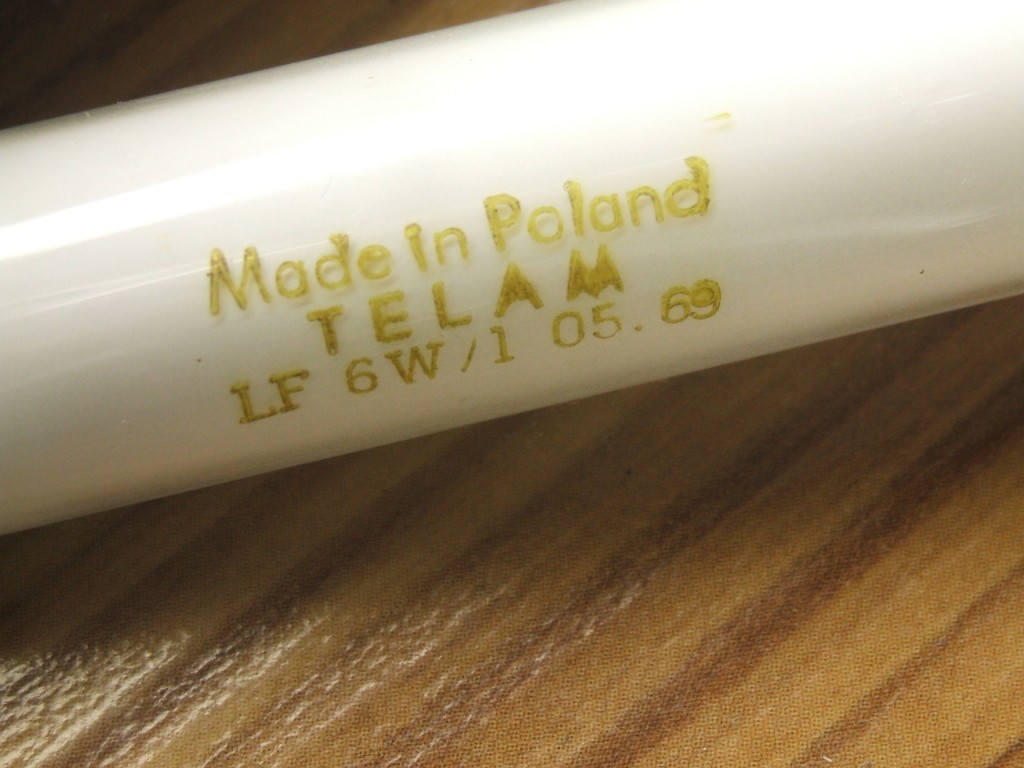 Made in Poland
TELAM
LF 6W/1 05.69